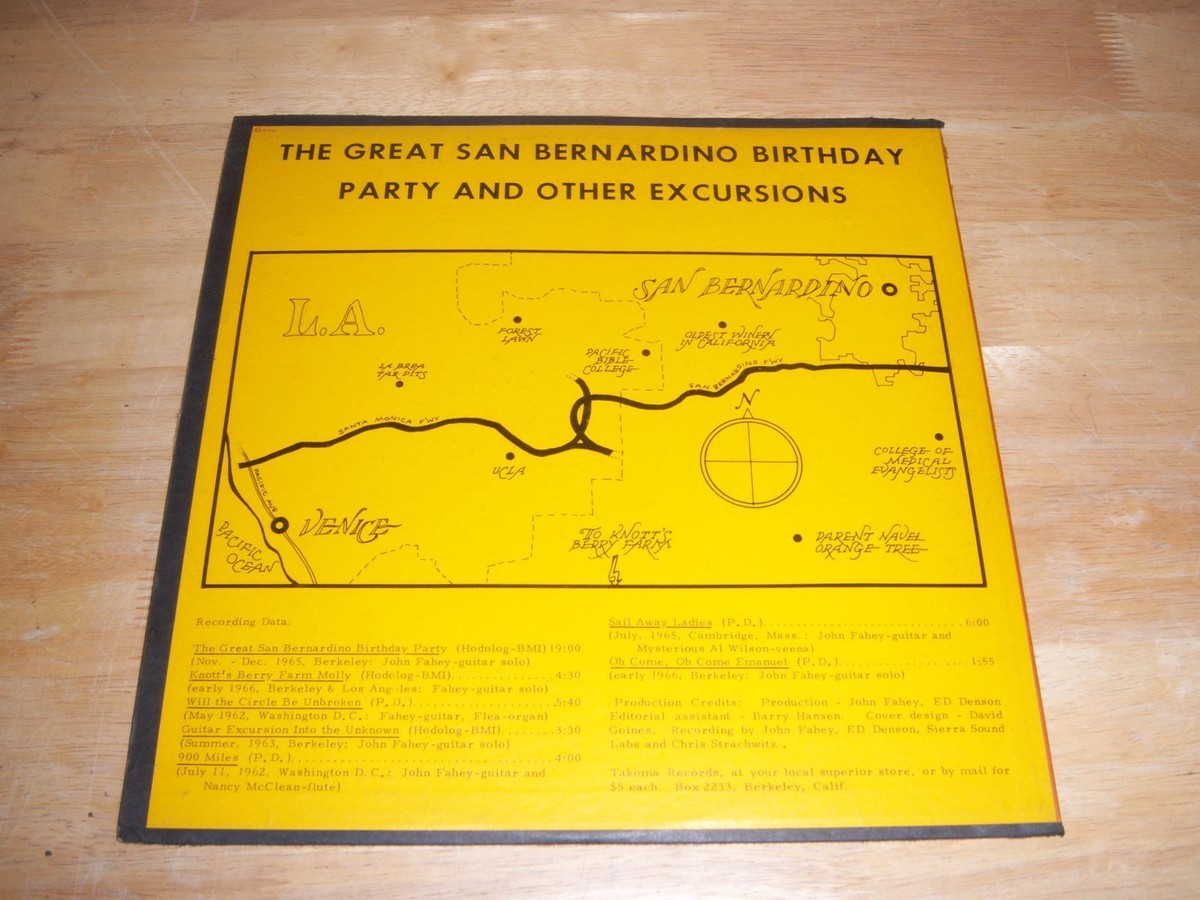 THE GREAT SAN BERNARDINO BIRTHDAY
PARTY AND OTHER EXCURSIONS
L.A.
SAN BERNARDINO
FOREST
LAWN
OLDEST WINERY
IN CALIFORNIA
PACIFIC
BIBLE
COLLEGE
LA BREA
TAR PITS
SAN BERNARDINO FWY
SANTA MONICA FWY
N
UCLA
COLLEGE OF
MEDICAL
EVANGELISTS
PACIFIC AVE
VENICE
PACIFIC
OCEAN
TO KNOTT'S
BERRY FARM
PARENT NAVEL
ORANGE TREE
Recording Data:
The Great San Bernardino Birthday Party (Hodolog-BMI) 19:00
(Nov. - Dec. 1965, Berkeley: John Fahey-guitar solo)
Knott's Berry Farm Molly (Hodolog-BMI)................4:30
(early 1966, Berkeley & Los Angeles: Fahey-guitar solo)
Will the Circle Be Unbroken (P.D.)......................5:40
(May 1962, Washington D.C.: Fahey-guitar, Flea-organ)
Guitar Excursion Into the Unknown (Hodolog-BMI)........3:30
(Summer, 1963, Berkeley: John Fahey-guitar solo)
900 Miles (P.D.).......................................4:00
(July 11, 1962, Washington D.C.: John Fahey-guitar and
Nancy McClean-flute)
Sail Away Ladies (P.D.)............................6:00
(July, 1965, Cambridge, Mass.: John Fahey-guitar and
Mysterious Al Wilson-veena)
Oh Come, Oh Come Emanuel (P.D.)..................1:55
(early 1966, Berkeley: John Fahey-guitar solo)
Production Credits: Production - John Fahey, ED Denson
Editorial assistant - Barry Hansen. Cover design - David
Goines. Recording by John Fahey, ED Denson, Sierra Sound
Labs and Chris Strachwitz .
Takoma Records, at your local superior store, or by mail for
$5 each. Box 2233, Berkeley, Calif.